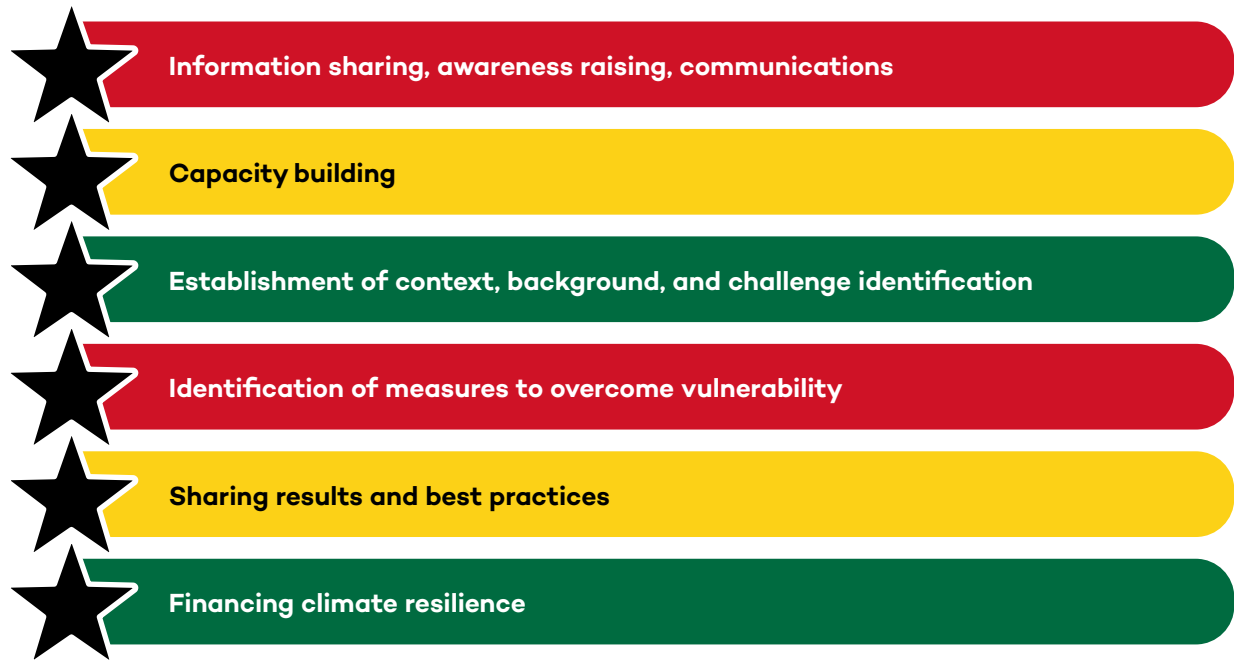 Information sharing, awareness raising, communications
Capacity building
Establishment of context, background, and challenge identification
Identification of measures to overcome vulnerability
Sharing results and best practices
Financing climate resilience